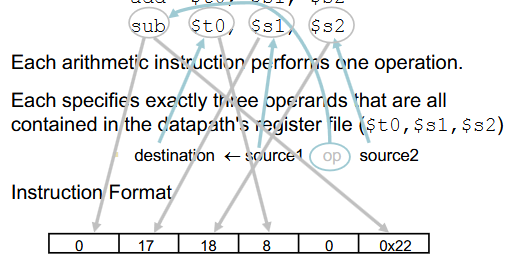 sub $t0, $s1, $s2
Each arithmetic instruction performs one operation.
Each specifies exactly three operands that are all
contained in the datapath's register file ($t0,$s1,$s2)
destination ← source1 op source2
Instruction Format
0 17 18 8 0 0x22